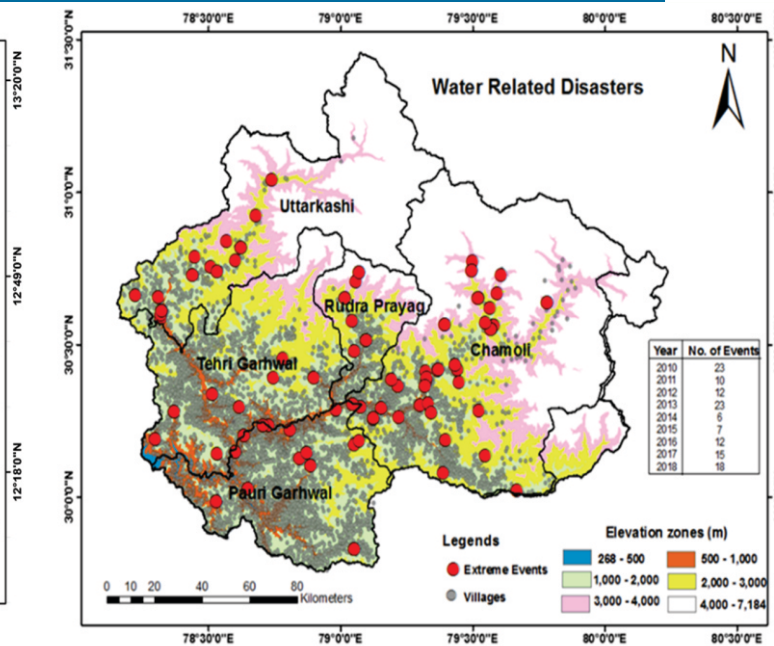 78°30'0"E 79°0'0"E 79°30'0"E 80°0'0"E 80°30'0"E
31°30'0"N
13°20'0"N
N
Water Related Disasters
31°0'0"N
Uttarkashi
12°49'0"N
Rudra Prayag
30°30'0"N
Chamoli
Tehri Garhwal
Year No. of Events
2010 23
2011 10
2012 12
2013 23
2014 6
2015 7
2016 12
2017 15
2018 18
12°18'0"N
30°0'0"N
Pauri Garhwal
Legends
Extreme Events
Villages
Elevation zones (m)
268 - 500 500 - 1,000
1,000 - 2,000 2,000 - 3,000
3,000 - 4,000 4,000 - 7,184
0 10 20 40 60 80
Kilometers
78°30'0"E 79°0'0"E 79°30'0"E 80°0'0"E 80°30'0"E